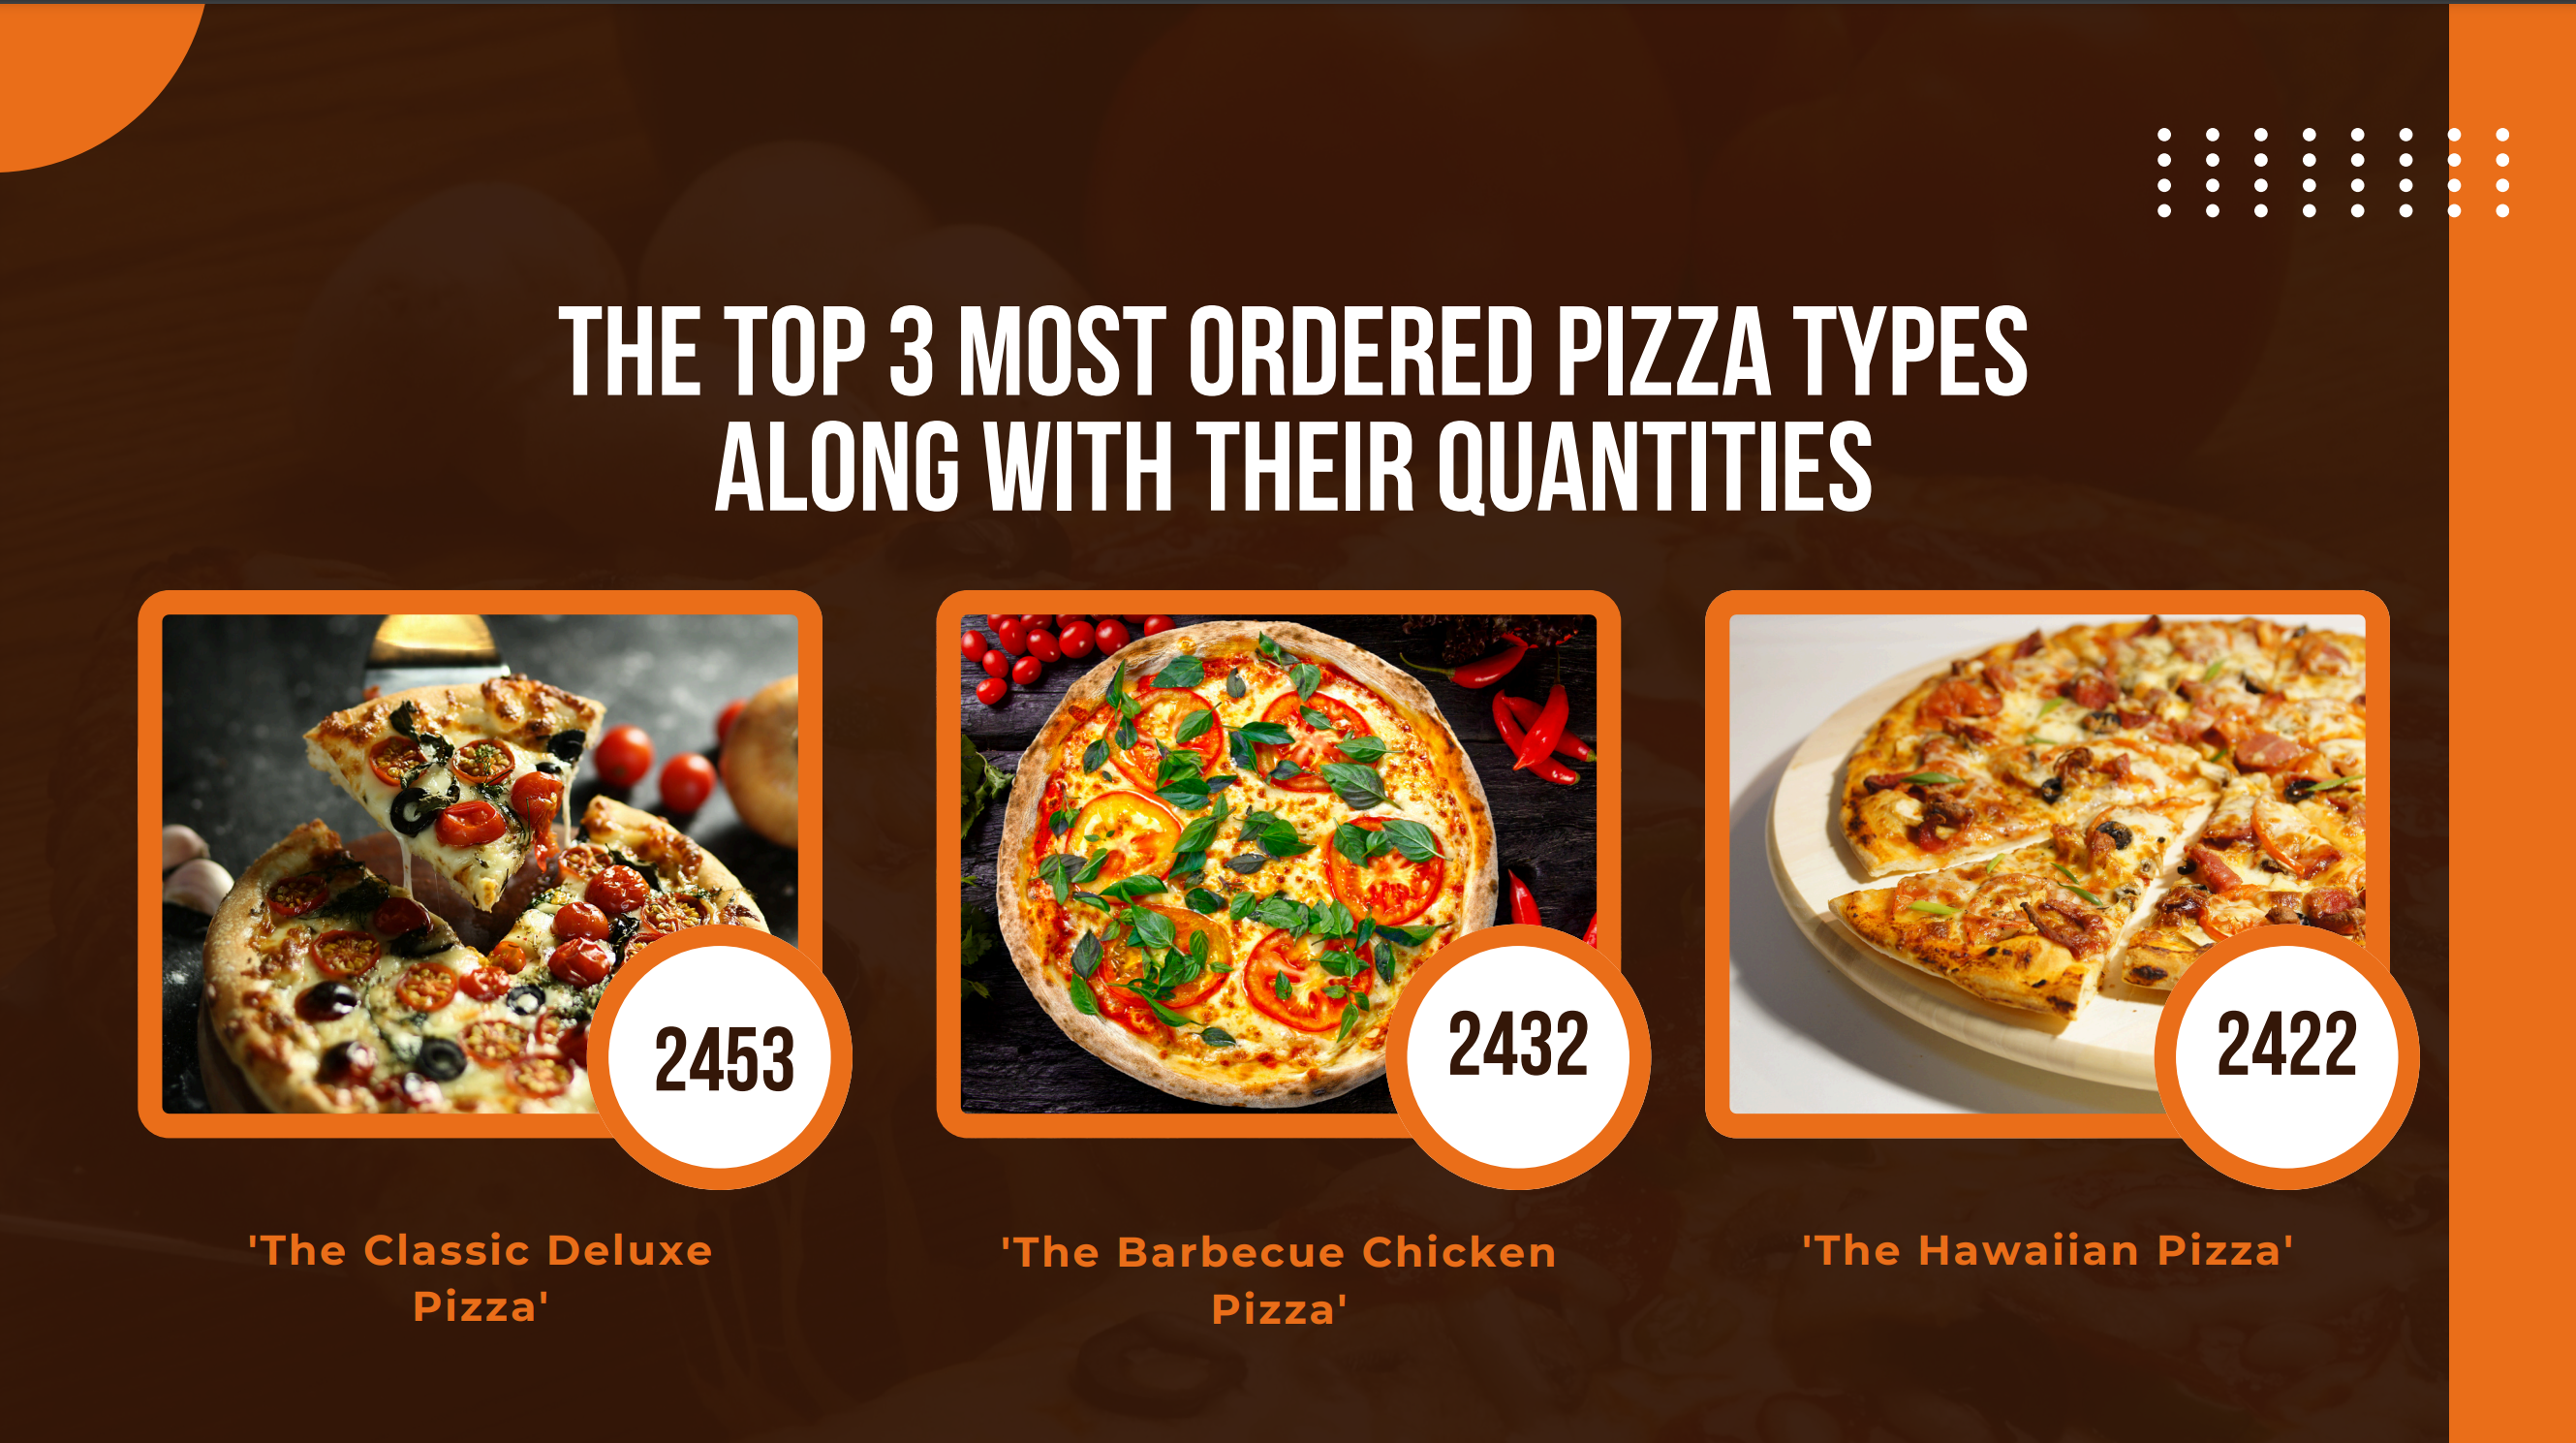 THE TOP 3 MOST ORDERED PIZZA TYPES
ALONG WITH THEIR QUANTITIES
2453
2432
2422
'The Classic Deluxe
Pizza'
'The Barbecue Chicken
Pizza'
'The Hawaiian Pizza'